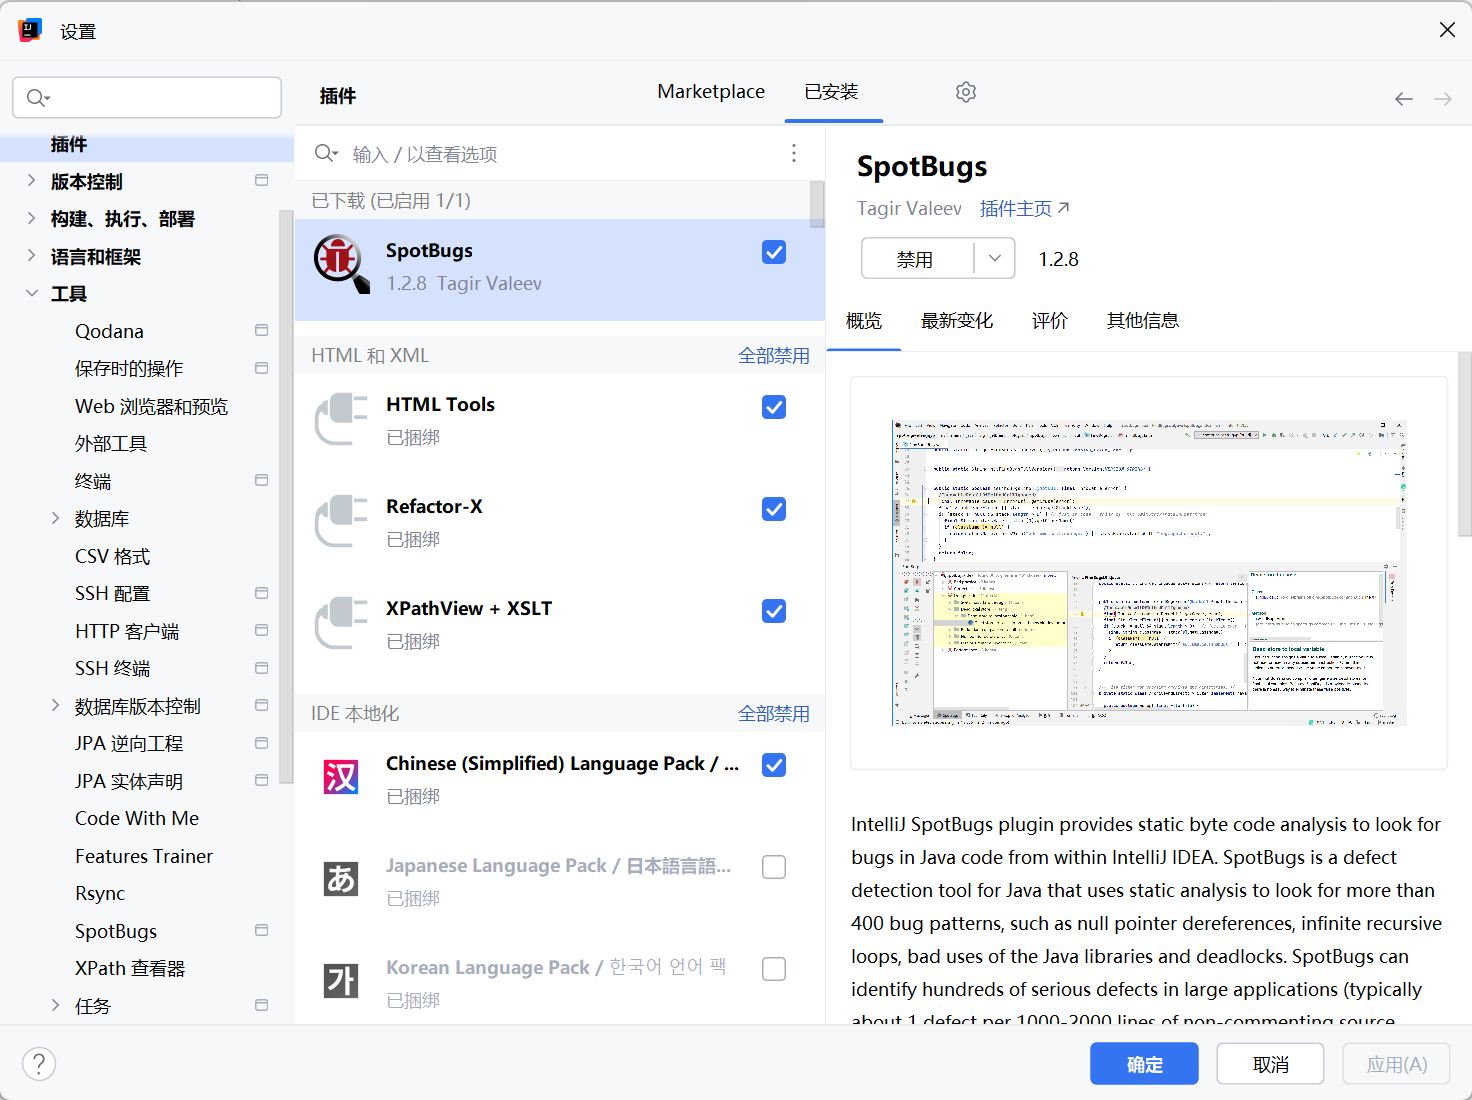 设置
插件
Marketplace
已安装
插件
版本控制
构建、执行、部署
语言和框架
工具
Qodana
保存时的操作
Web 浏览器和预览
外部工具
终端
数据库
CSV 格式
SSH 配置
HTTP 客户端
SSH 终端
数据库版本控制
JPA 逆向工程
JPA 实体声明
Code With Me
Features Trainer
Rsync
SpotBugs
XPath 查看器
任务
输入 / 以查看选项
已下载 (已启用 1/1)
SpotBugs
1.2.8 Tagir Valeev
HTML 和 XML 全部禁用
HTML Tools
已捆绑
Refactor-X
已捆绑
XPathView + XSLT
已捆绑
IDE 本地化 全部禁用
汉
Chinese (Simplified) Language Pack / ...
已捆绑
あ
Japanese Language Pack / 日本語言語...
已捆绑
가
Korean Language Pack / 한국어 언어 팩
已捆绑
SpotBugs
Tagir Valeev 插件主页
禁用 1.2.8
概览 最新变化 评价 其他信息
IntelliJ SpotBugs plugin provides static byte code analysis to look for
bugs in Java code from within IntelliJ IDEA. SpotBugs is a defect
detection tool for Java that uses static analysis to look for more than
400 bug patterns, such as null pointer dereferences, infinite recursive
loops, bad uses of the Java libraries and deadlocks. SpotBugs can
identify hundreds of serious defects in large applications (typically
about 1 defect per 1000-2000 lines of non-commenting source
?
确定 取消 应用(A)